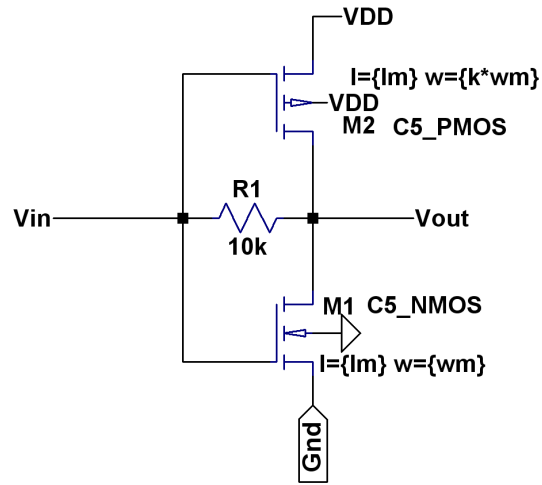 VDD
l={lm} w={k*wm}
VDD
M2 C5_PMOS
R1
Vin
Vout
10k
M1 C5_NMOS
l={lm} w={wm}
Gnd